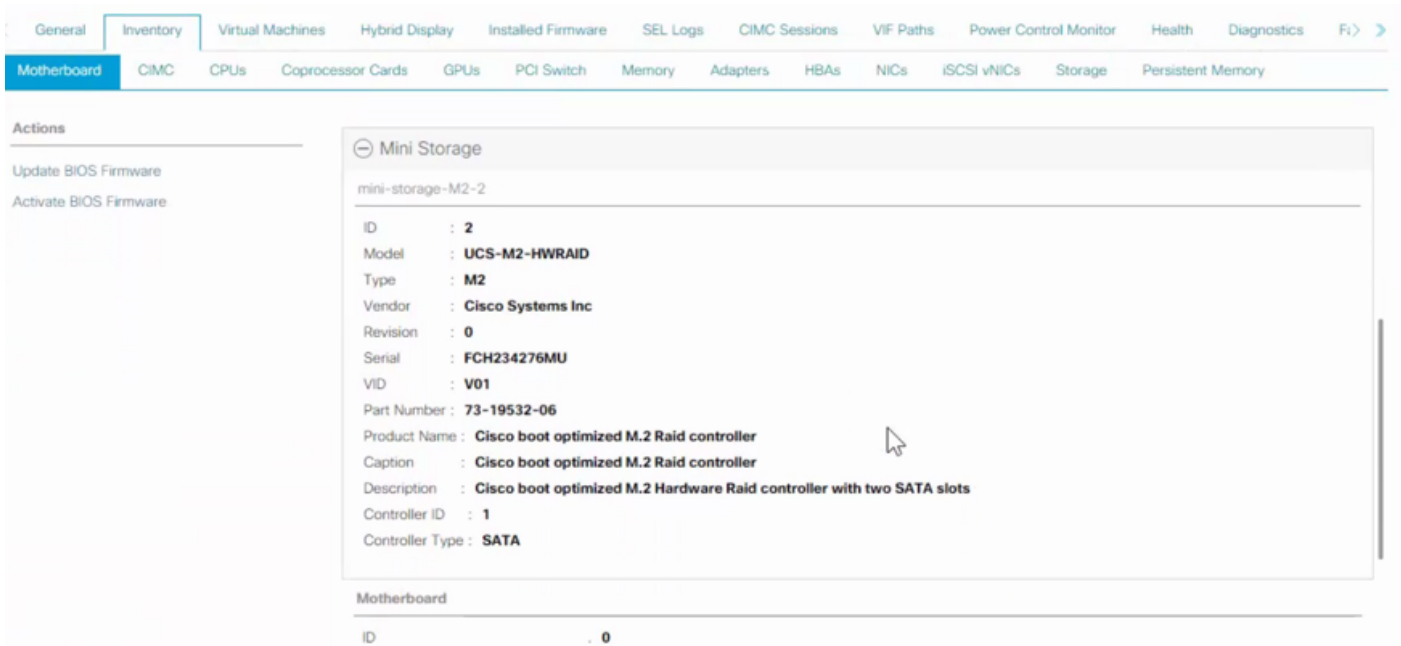 General Inventory Virtual Machines Hybrid Display Installed Firmware SEL Logs CIMC Sessions VIF Paths Power Control Monitor Health Diagnostics
Motherboard CIMC CPUs Coprocessor Cards GPUs PCI Switch Memory Adapters HBAs NICs iSCSI vNICs Storage Persistent Memory
Actions
Update BIOS Firmware
Activate BIOS Firmware
Mini Storage
mini-storage-M2-2
ID : 2
Model : UCS-M2-HWRAID
Type : M2
Vendor : Cisco Systems Inc
Revision : 0
Serial : FCH234276MU
VID : V01
Part Number : 73-19532-06
Product Name : Cisco boot optimized M.2 Raid controller
Caption : Cisco boot optimized M.2 Raid controller
Description : Cisco boot optimized M.2 Hardware Raid controller with two SATA slots
Controller ID : 1
Controller Type : SATA
Motherboard
ID : 0